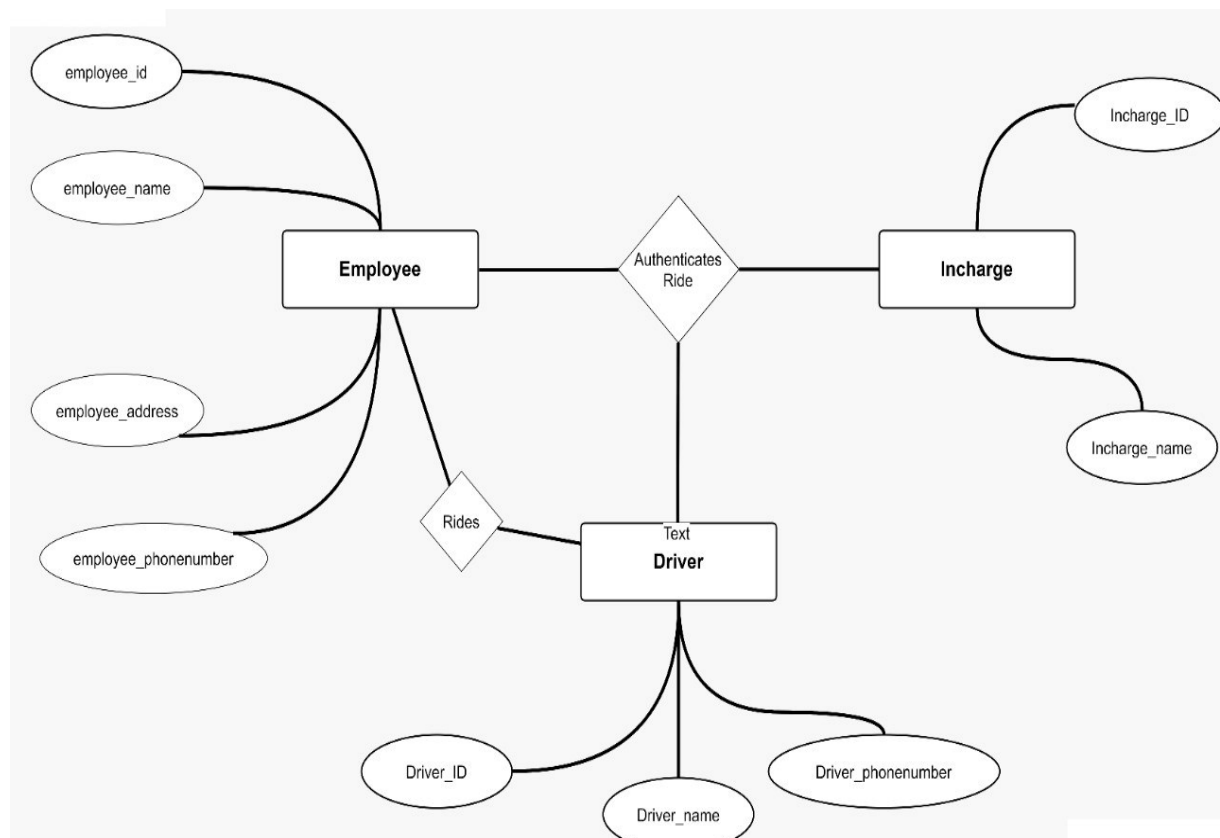 employee_id
Incharge_ID
employee_name
Employee
Authenticates
Ride
Incharge
employee_address
Incharge_name
Rides
Text
Driver
employee_phonenumber
Driver_ID
Driver_phonenumber
Driver_name